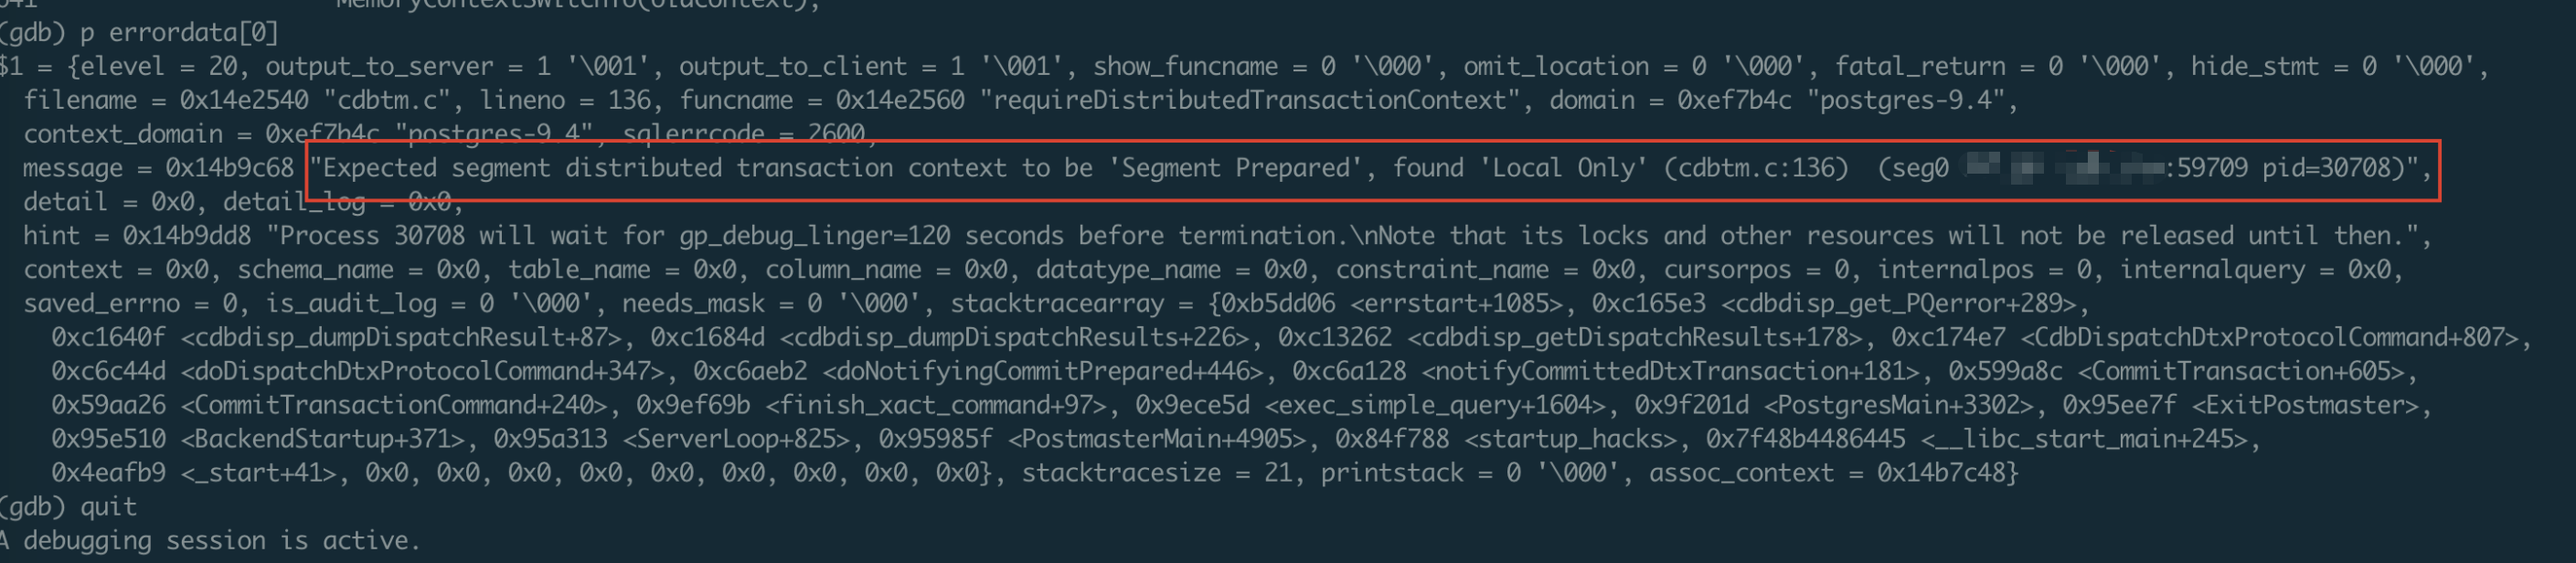 MemoryContextSwitchTo(oldcontext);
(gdb) p errordata[0]
$1 = {elevel = 20, output_to_server = 1 '\001', output_to_client = 1 '\001', show_funcname = 0 '\000', omit_location = 0 '\000', fatal_return = 0 '\000', hide_stmt = 0 '\000',
filename = 0x14e2540 "cdbtm.c", lineno = 136, funcname = 0x14e2560 "requireDistributedTransactionContext", domain = 0xef7b4c "postgres-9.4",
context_domain = 0xef7b4c "postgres-9.4", sqlerrcode = 2600,
message = 0x14b9c68 "Expected segment distributed transaction context to be 'Segment Prepared', found 'Local Only' (cdbtm.c:136)  (seg0 :59709 pid=30708)",
detail = 0x0, detail_log = 0x0,
hint = 0x14b9dd8 "Process 30708 will wait for gp_debug_linger=120 seconds before termination.\nNote that its locks and other resources will not be released until then.",
context = 0x0, schema_name = 0x0, table_name = 0x0, column_name = 0x0, datatype_name = 0x0, constraint_name = 0x0, cursorpos = 0, internalpos = 0, internalquery = 0x0,
saved_errno = 0, is_audit_log = 0 '\000', needs_mask = 0 '\000', stacktracearray = {0xb5dd06 <errstart+1085>, 0xc165e3 <cdbdisp_get_PQerror+289>,
0xc1640f <cdbdisp_dumpDispatchResult+87>, 0xc1684d <cdbdisp_dumpDispatchResults+226>, 0xc13262 <cdbdisp_getDispatchResults+178>, 0xc174e7 <CdbDispatchDtxProtocolCommand+807>,
0xc6c44d <doDispatchDtxProtocolCommand+347>, 0xc6aeb2 <doNotifyingCommitPrepared+446>, 0xc6a128 <notifyCommittedDtxTransaction+181>, 0x599a8c <CommitTransaction+605>,
0x59aa26 <CommitTransactionCommand+240>, 0x9ef69b <finish_xact_command+97>, 0x9ece5d <exec_simple_query+1604>, 0x9f201d <PostgresMain+3302>, 0x95ee7f <ExitPostmaster>,
0x95e510 <BackendStartup+371>, 0x95a313 <ServerLoop+825>, 0x95985f <PostmasterMain+4905>, 0x84f788 <startup_hacks>, 0x7f48b4486445 <__libc_start_main+245>,
0x4eafb9 <_start+41>, 0x0, 0x0, 0x0, 0x0, 0x0, 0x0, 0x0, 0x0, 0x0}, stacktracesize = 21, printstack = 0 '\000', assoc_context = 0x14b7c48}
(gdb) quit
A debugging session is active.